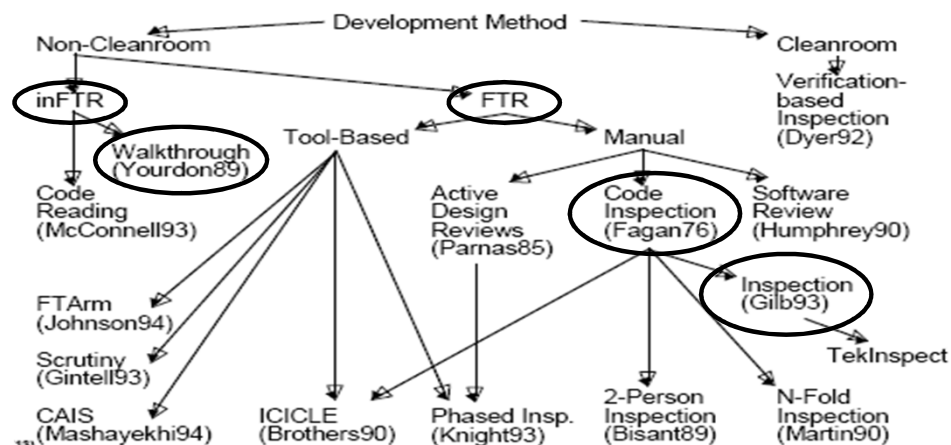 Development Method
Non-Cleanroom
Cleanroom
inFTR
FTR
Verification-
based
Inspection
(Dyer92)
Tool-Based
Manual
Walkthrough
(Yourdon89)
Code
Reading
(McConnell93)
Active
Design
Reviews
(Parnas85)
Code
Inspection
(Fagan76)
Software
Review
(Humphrey90)
Inspection
(Gilb93)
FTArm
(Johnson94)
TekInspect
Scrutiny
(Gintell93)
CAIS
(Mashayekhi94)
ICICLE
(Brothers90)
Phased Insp.
(Knight93)
2-Person
Inspection
(Bisant89)
N-Fold
Inspection
(Martin90)